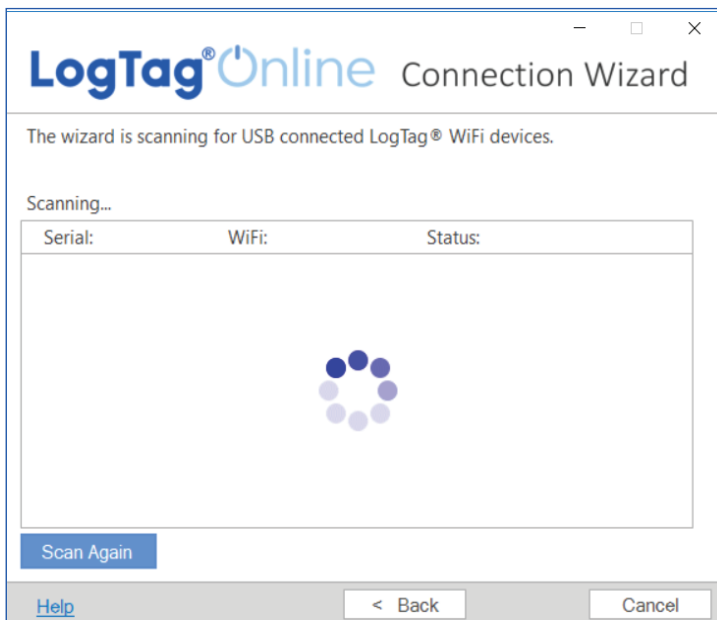 LogTag® Online Connection Wizard
The wizard is scanning for USB connected LogTag® WiFi devices.
Scanning...
Serial: WiFi: Status:
Scan Again
Help < Back Cancel